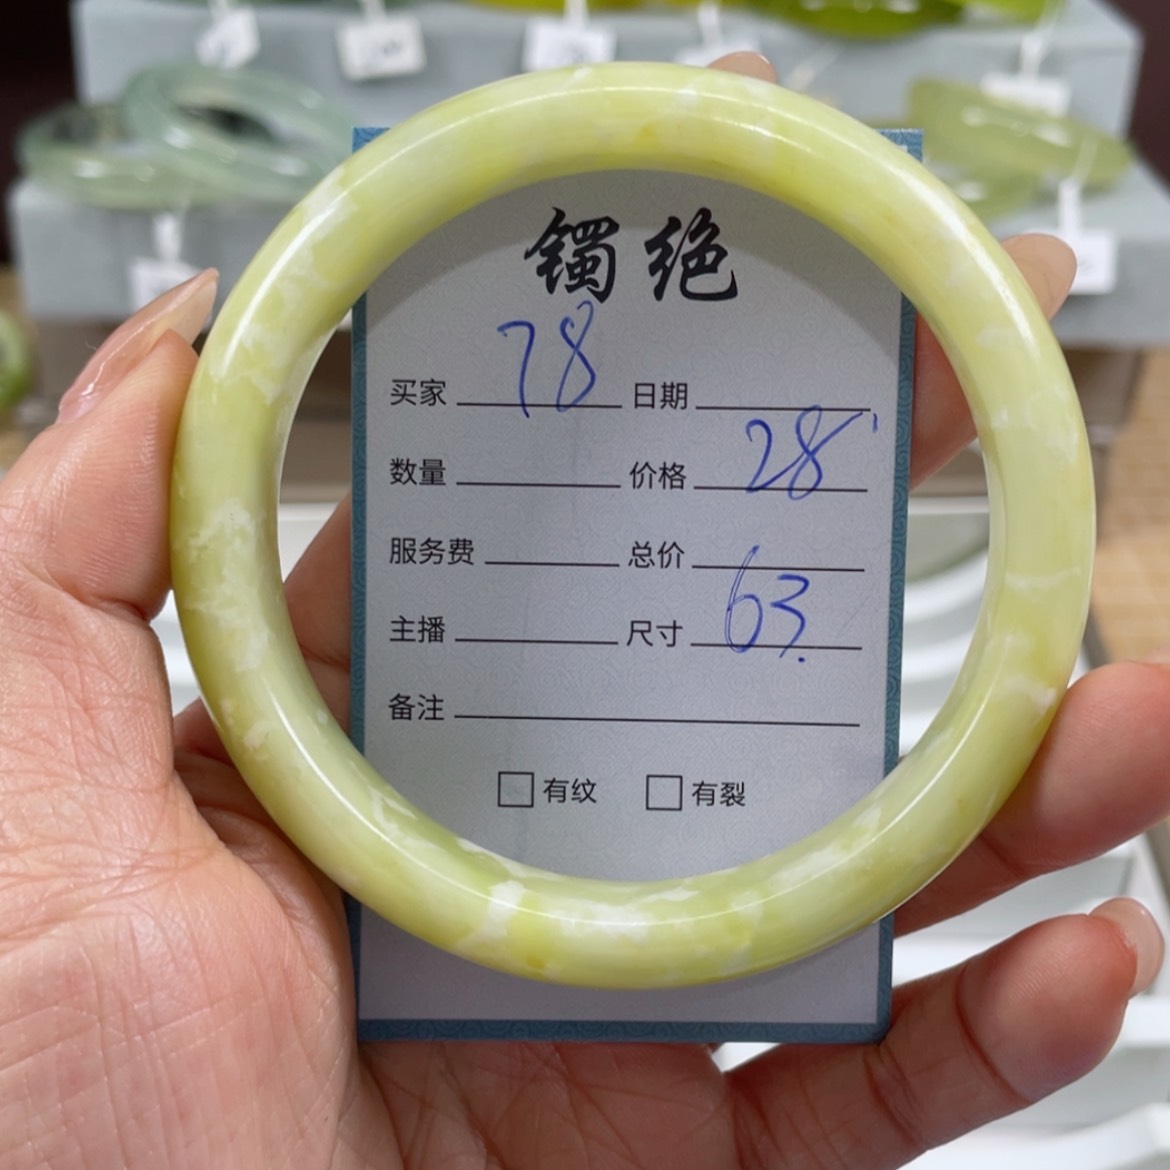 镯绝
买家 78 日期
数量 价格 28
服务费 总价
主播 尺寸 63.
备注
□有纹 □有裂